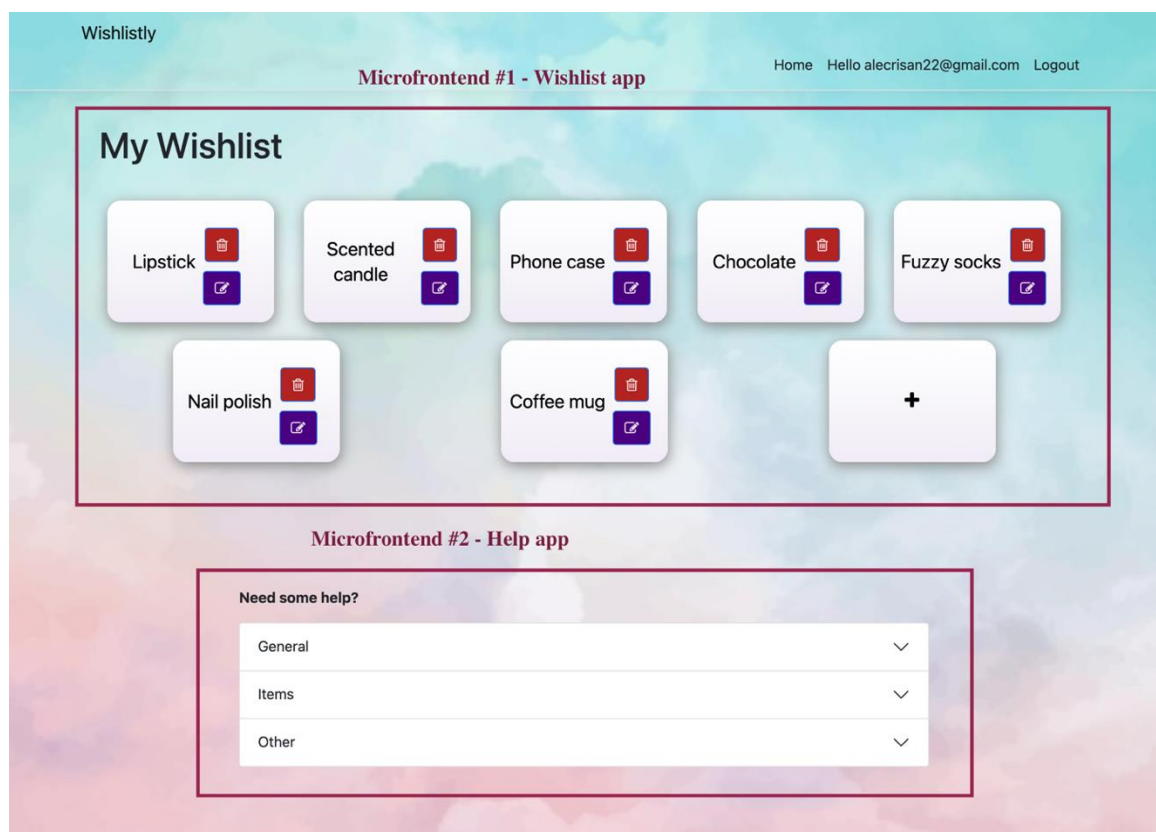 Wishlistly
Home Hello alecrisan22@gmail.com Logout
Microfrontend #1 - Wishlist app
My Wishlist
Lipstick
Scented
candle
Phone case
Chocolate
Fuzzy socks
Nail polish
Coffee mug
+
Microfrontend #2 - Help app
Need some help?
General
Items
Other